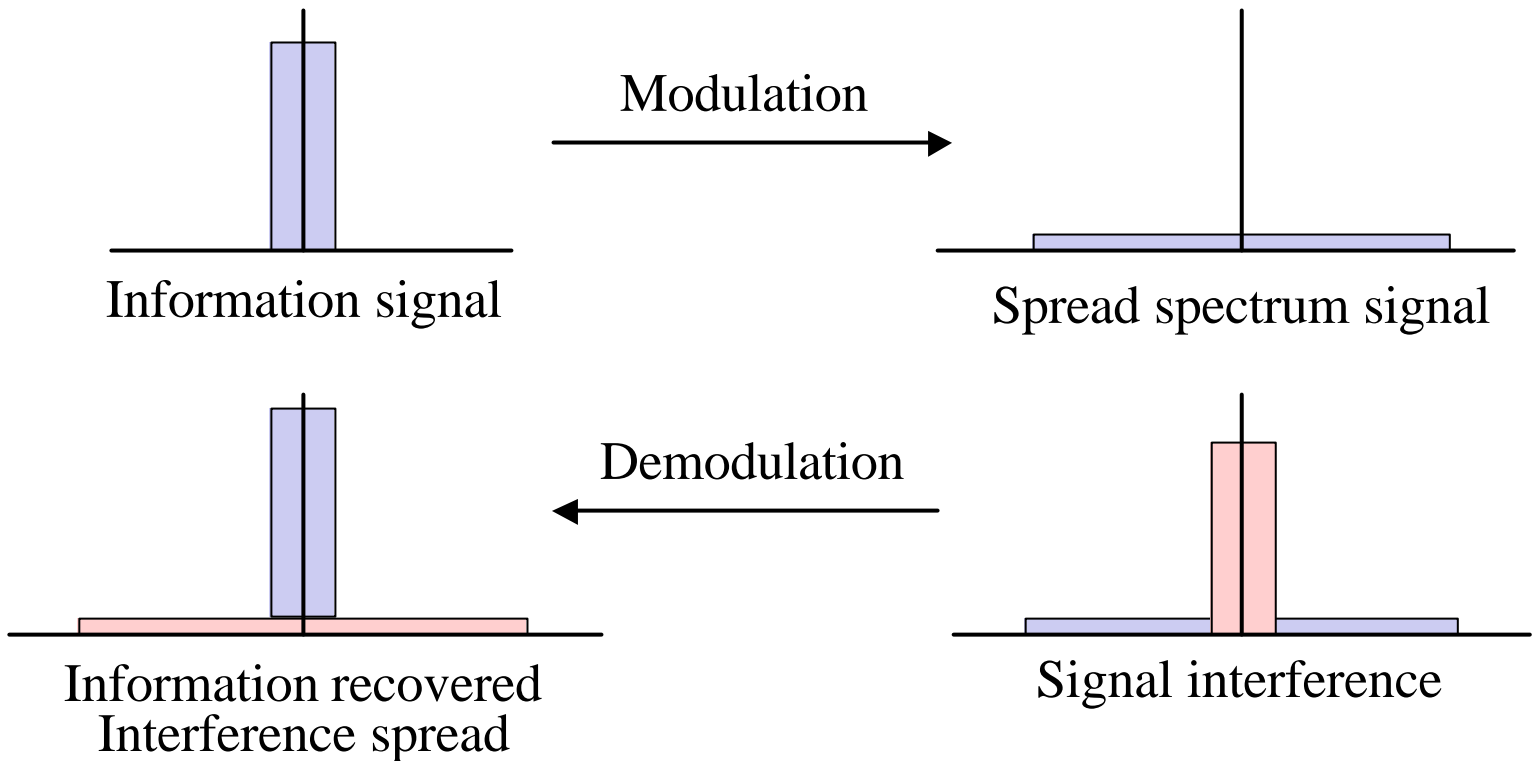 Modulation
Information signal
Spread spectrum signal
Demodulation
Information recovered
Interference spread
Signal interference